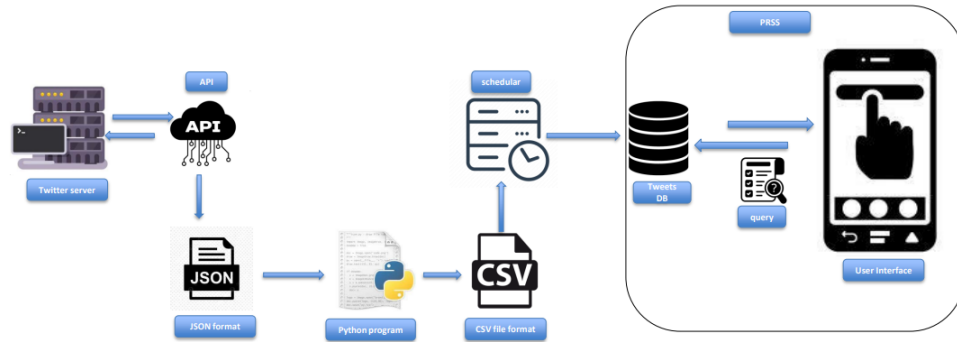 PRSS
API
schedular
API
>_
Twitter server
Tweets
DB
query
JSON
CSV
User Interface
JSON format
Python program
CSV file format